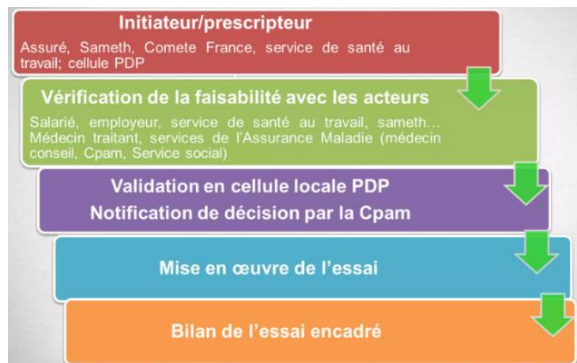 Initiateur/prescripteur
Assuré, Sameth, Comete France, service de santé au
travail; cellule PDP
Vérification de la faisabilité avec les acteurs
Salarié, employeur, service de santé au travail, sameth…
Médecin traitant, services de l'Assurance Maladie (médecin
conseil, Cpam, Service social)
Validation en cellule locale PDP
Notification de décision par la Cpam
Mise en œuvre de l'essai
Bilan de l'essai encadré